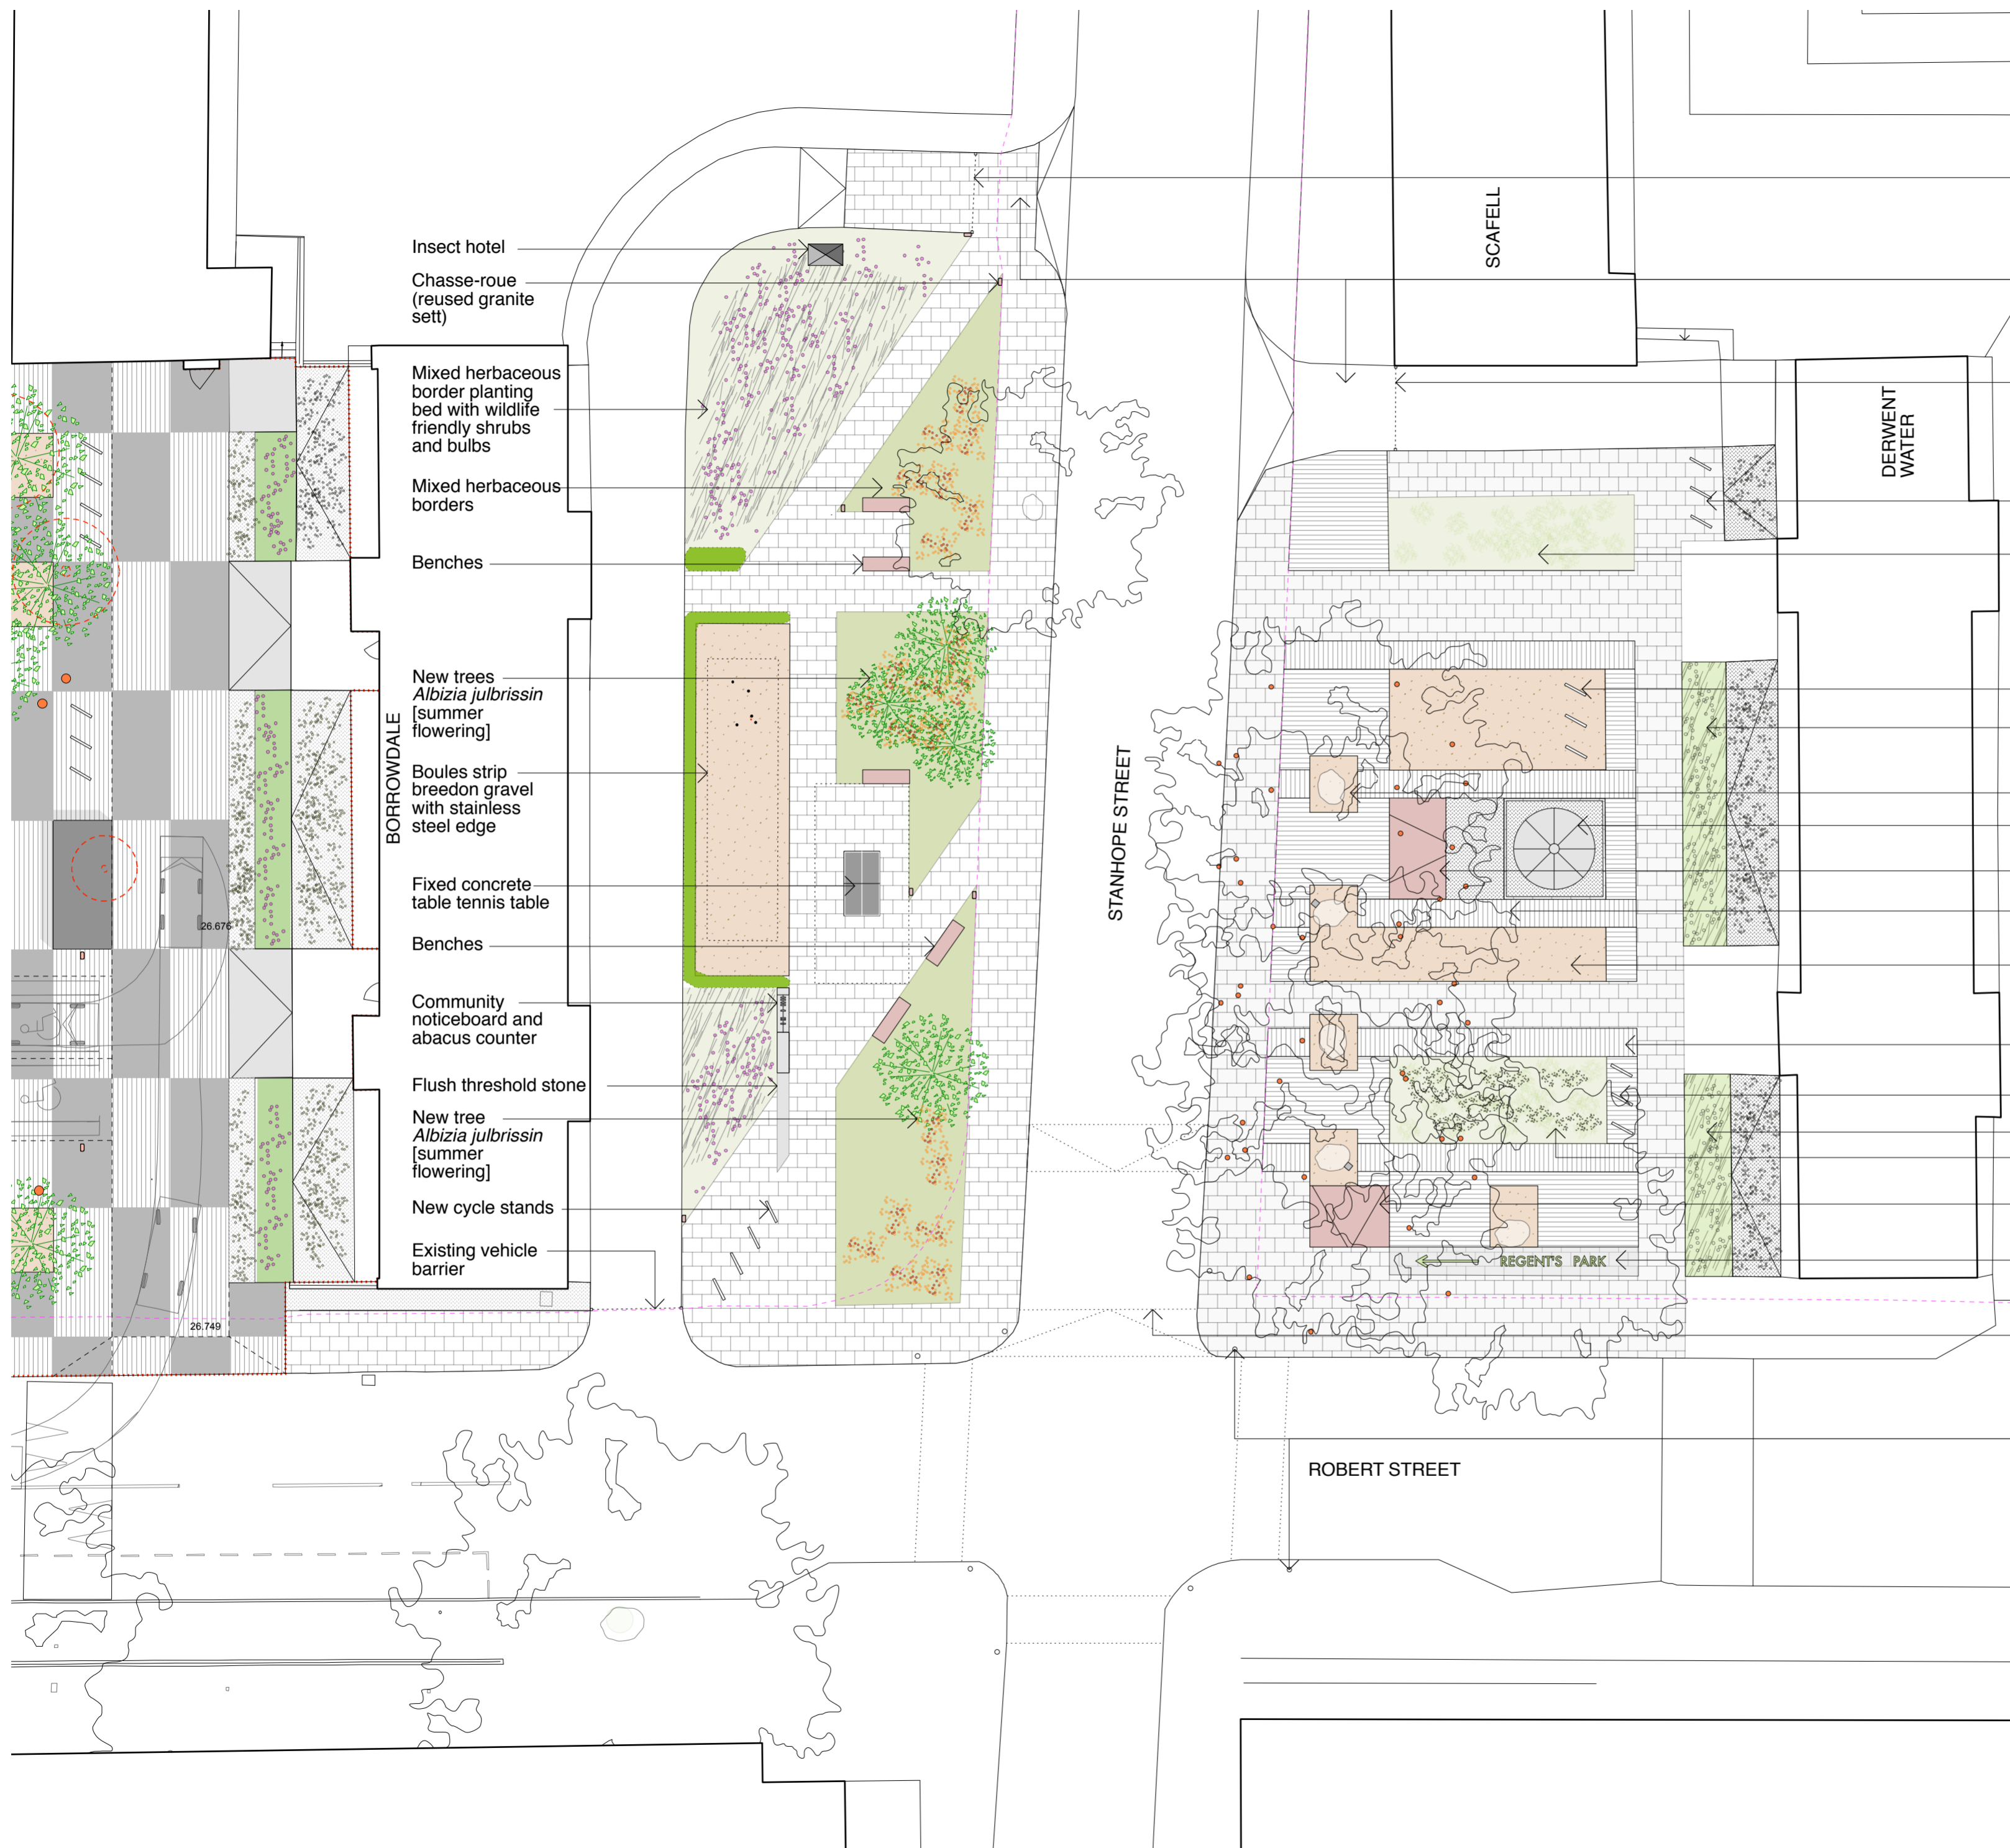 Insect hotel
Chasse-roue
(reused granite
sett)
Mixed herbaceous
border planting
bed with wildlife
friendly shrubs
and bulbs
Mixed herbaceous
borders
Benches
New trees
Albizia julbrissin
[summer
flowering]
Boules strip
breedon gravel
with stainless
steel edge
Fixed concrete
table tennis table
Benches
Community
noticeboard and
abacus counter
Flush threshold stone
New tree
Albizia julbrissin
[summer
flowering]
New cycle stands
Existing vehicle
barrier
BORROWDALE
26.676
26.749
STANHOPE STREET
SCAFELL
DERWENT
WATER
REGENT'S PARK
ROBERT STREET